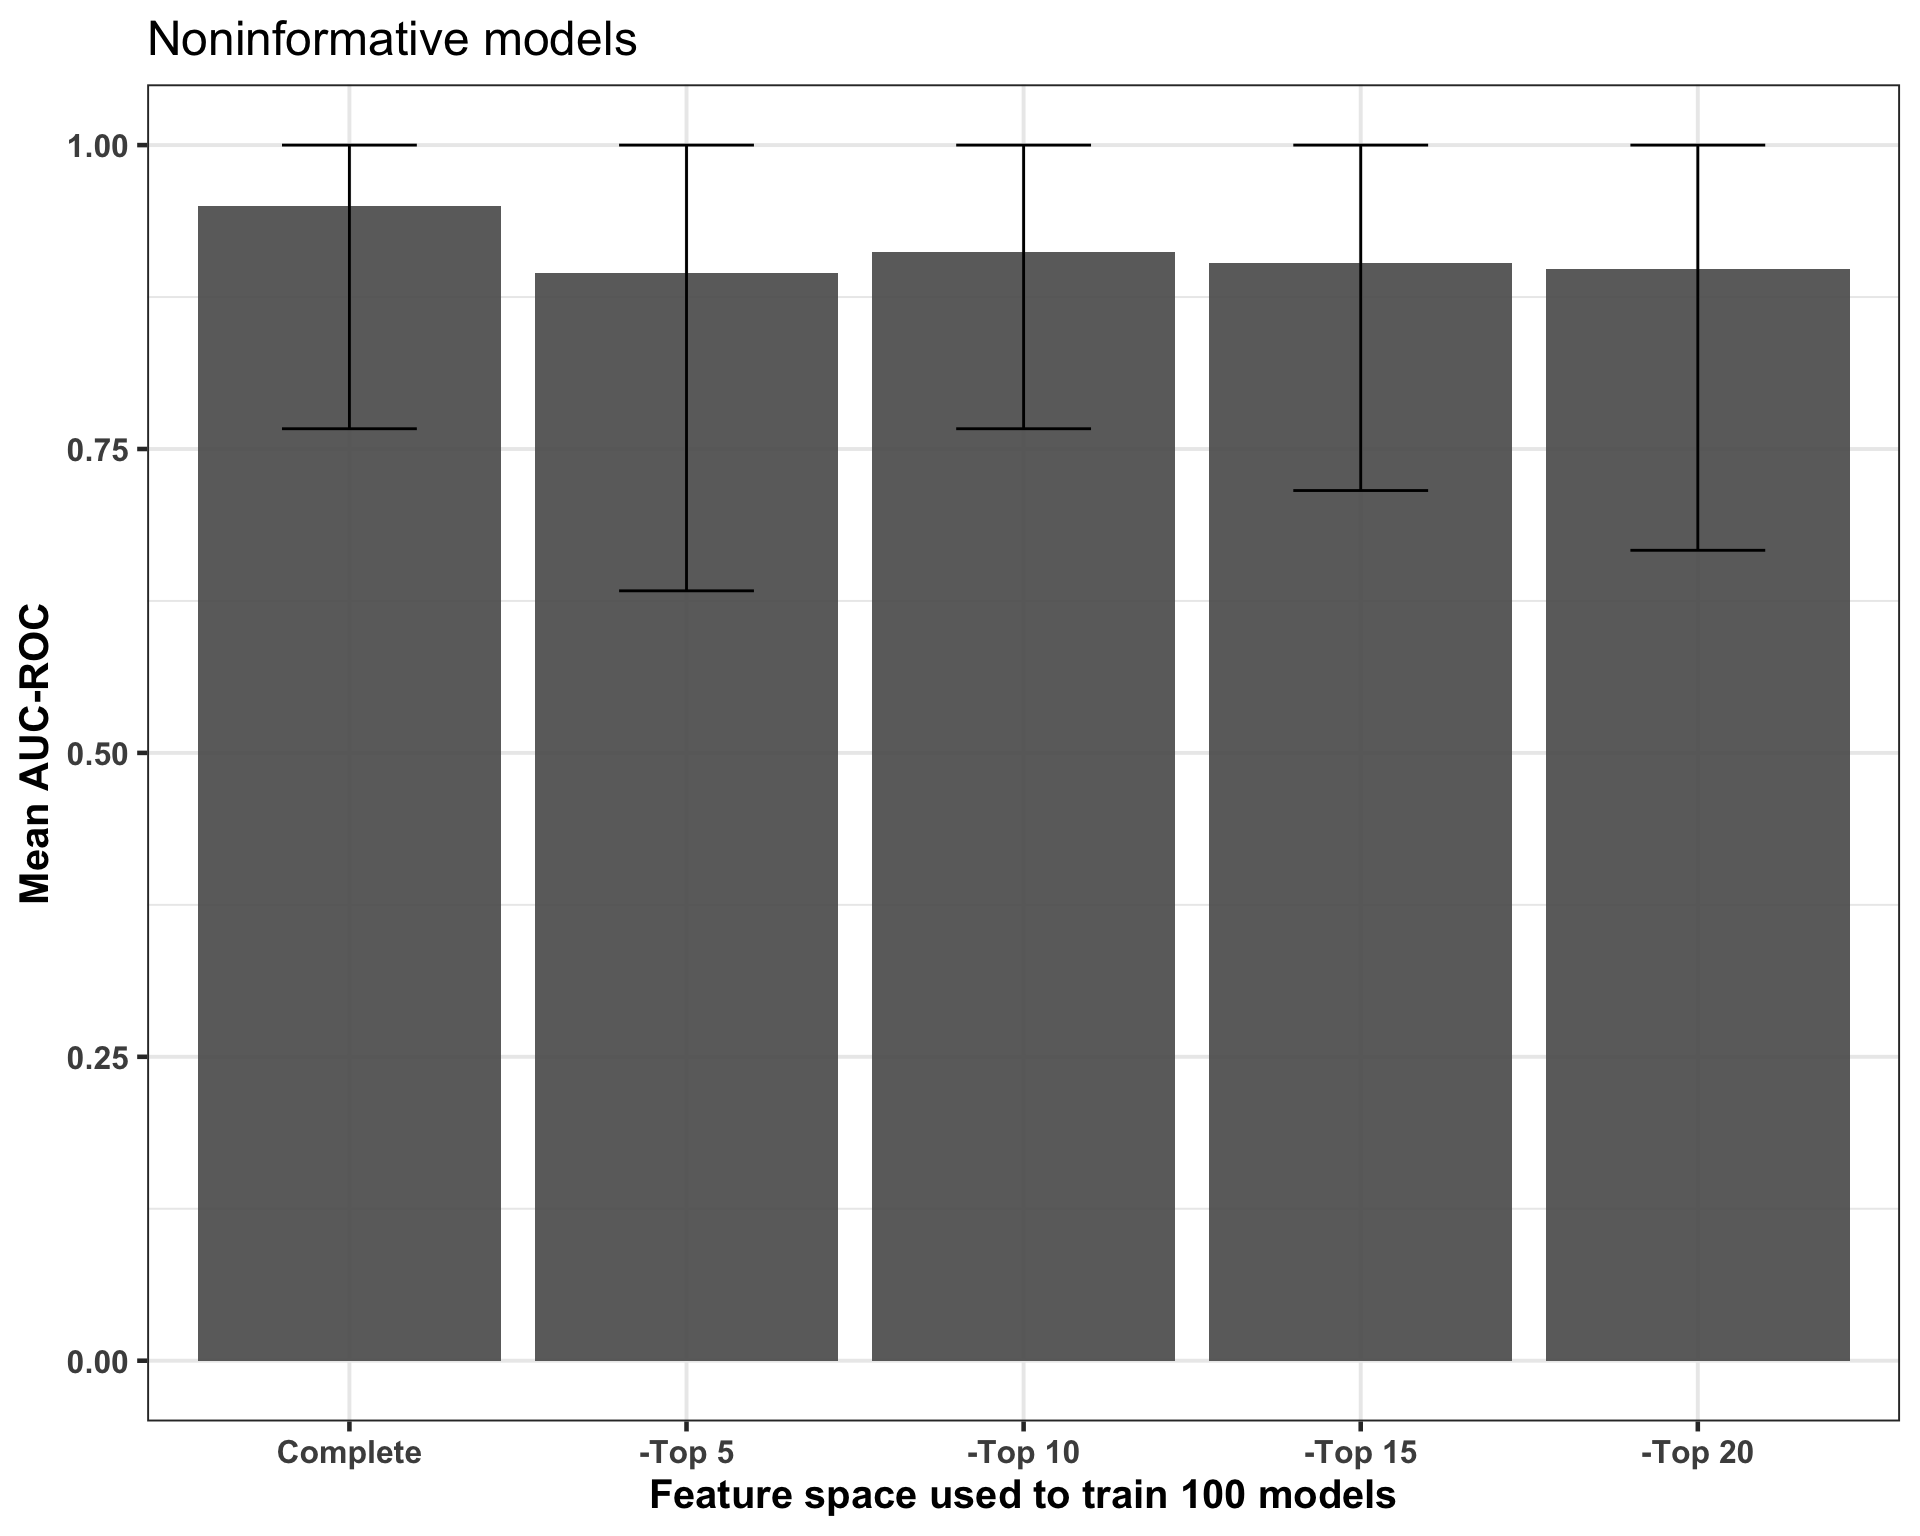 Noninformative models
1.00
0.75
0.50
0.25
0.00
Mean AUC-ROC
Complete
-Top 5
-Top 10
-Top 15
-Top 20
Feature space used to train 100 models